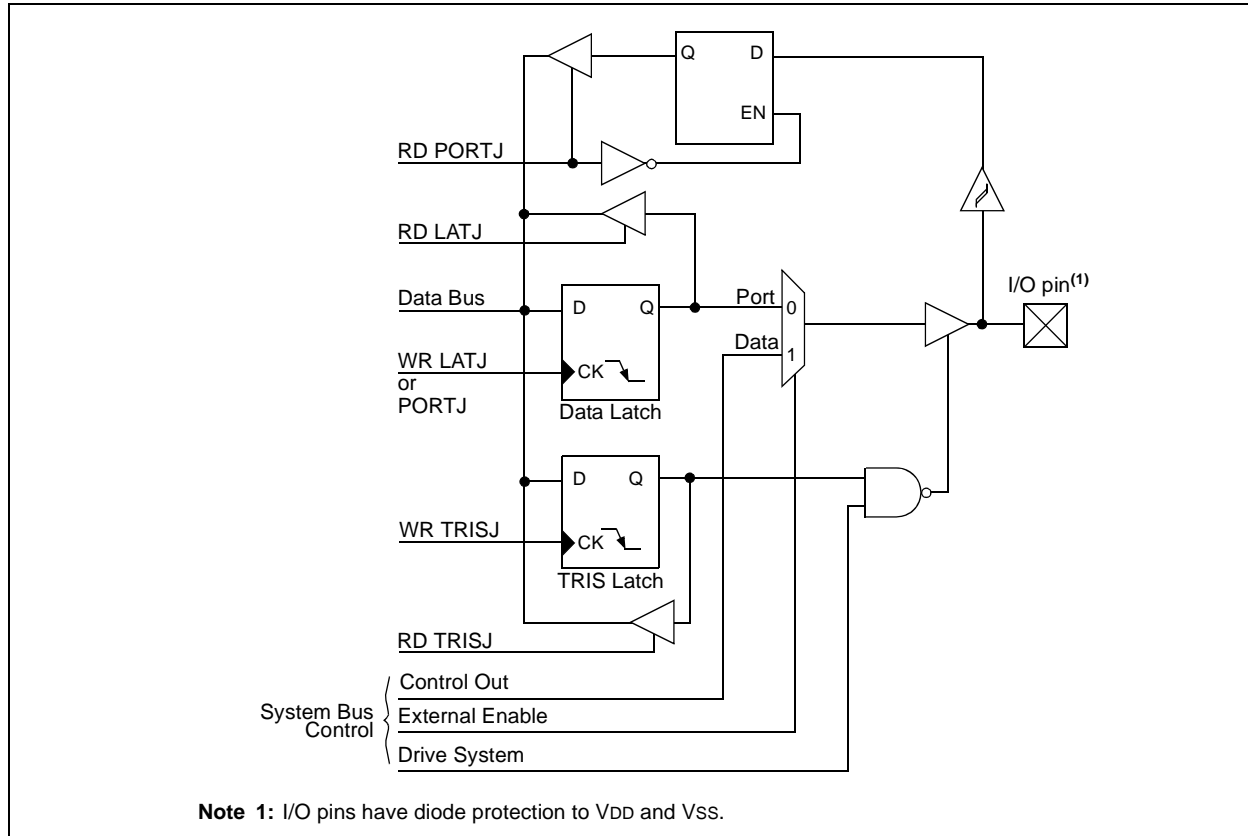 Q
D
EN
RD PORTJ
RD LATJ
Data Bus
D
Q
Port
0
I/O pin(1)
Data
1
WR LATJ
or
PORTJ
CK
Data Latch
D
Q
WR TRISJ
CK
TRIS Latch
RD TRISJ
Control Out
System Bus
Control
External Enable
Drive System
Note 1: I/O pins have diode protection to VDD and VSS.